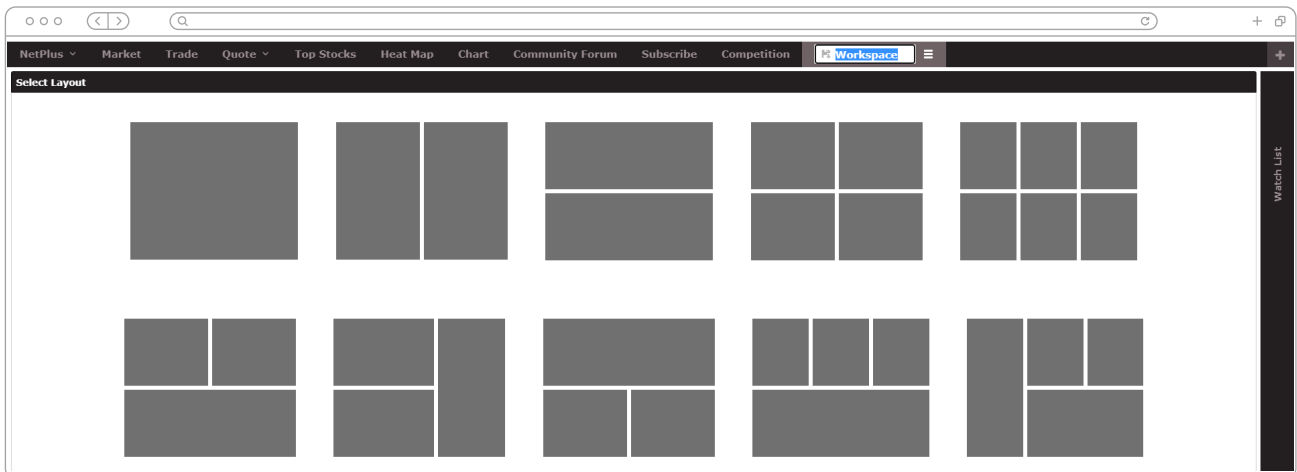 NetPlus Market Trade Quote Top Stocks Heat Map Chart Community Forum Subscribe Competition Workspace
Select Layout
Watch List